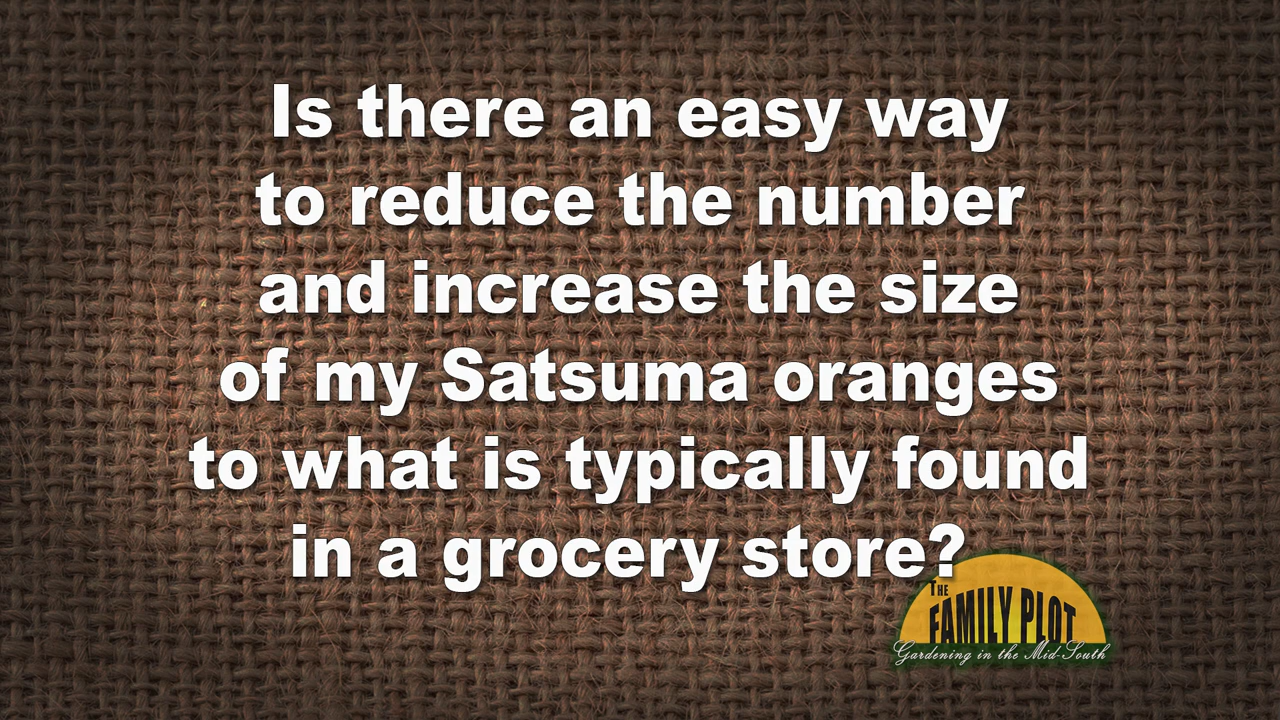 Is there an easy way
to reduce the number
and increase the size
of my Satsuma oranges
to what is typically found
in a grocery store?
THE
FAMILY PLOT
Gardening in the Mid-South